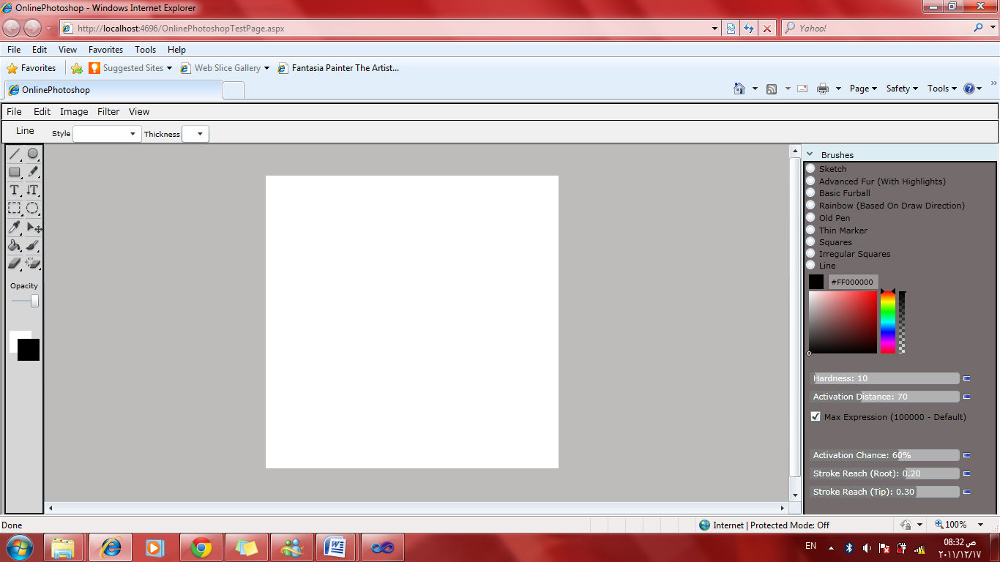 OnlinePhotoshop - Windows Internet Explorer
http://localhost:4696/OnlinePhotoshopTestPage.aspx
Yahoo!
File Edit View Favorites Tools Help
Favorites Suggested Sites Web Slice Gallery Fantasia Painter The Artist...
OnlinePhotoshop
Page Safety Tools
File Edit Image Filter View
Line Style Thickness
Brushes
Sketch
Advanced Fur (With Highlights)
Basic Furball
Rainbow (Based On Draw Direction)
Old Pen
Thin Marker
Squares
Irregular Squares
Line
#FF000000
Opacity
Hardness: 10
Activation Distance: 70
Max Expression (100000 - Default)
Activation Chance: 60%
Stroke Reach (Root): 0.20
Stroke Reach (Tip): 0.30
Done
Internet | Protected Mode: Off
100%
EN
08:32 ص
٢٠١١/١٢/١٧